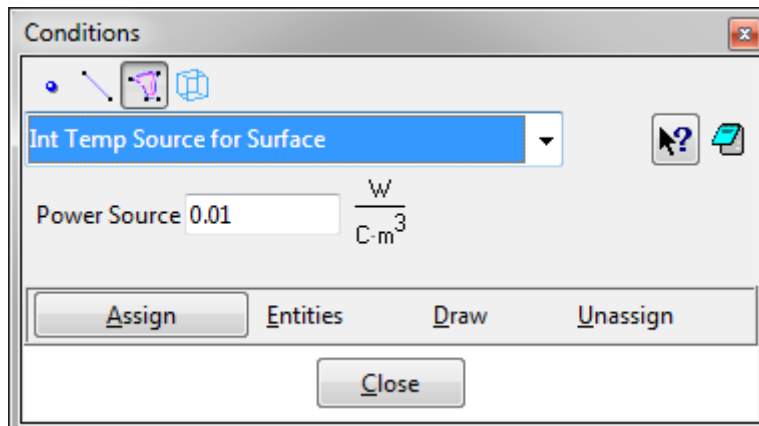 Conditions
Int Temp Source for Surface
Power Source 0.01 W
C·m³
Assign Entities Draw Unassign
Close